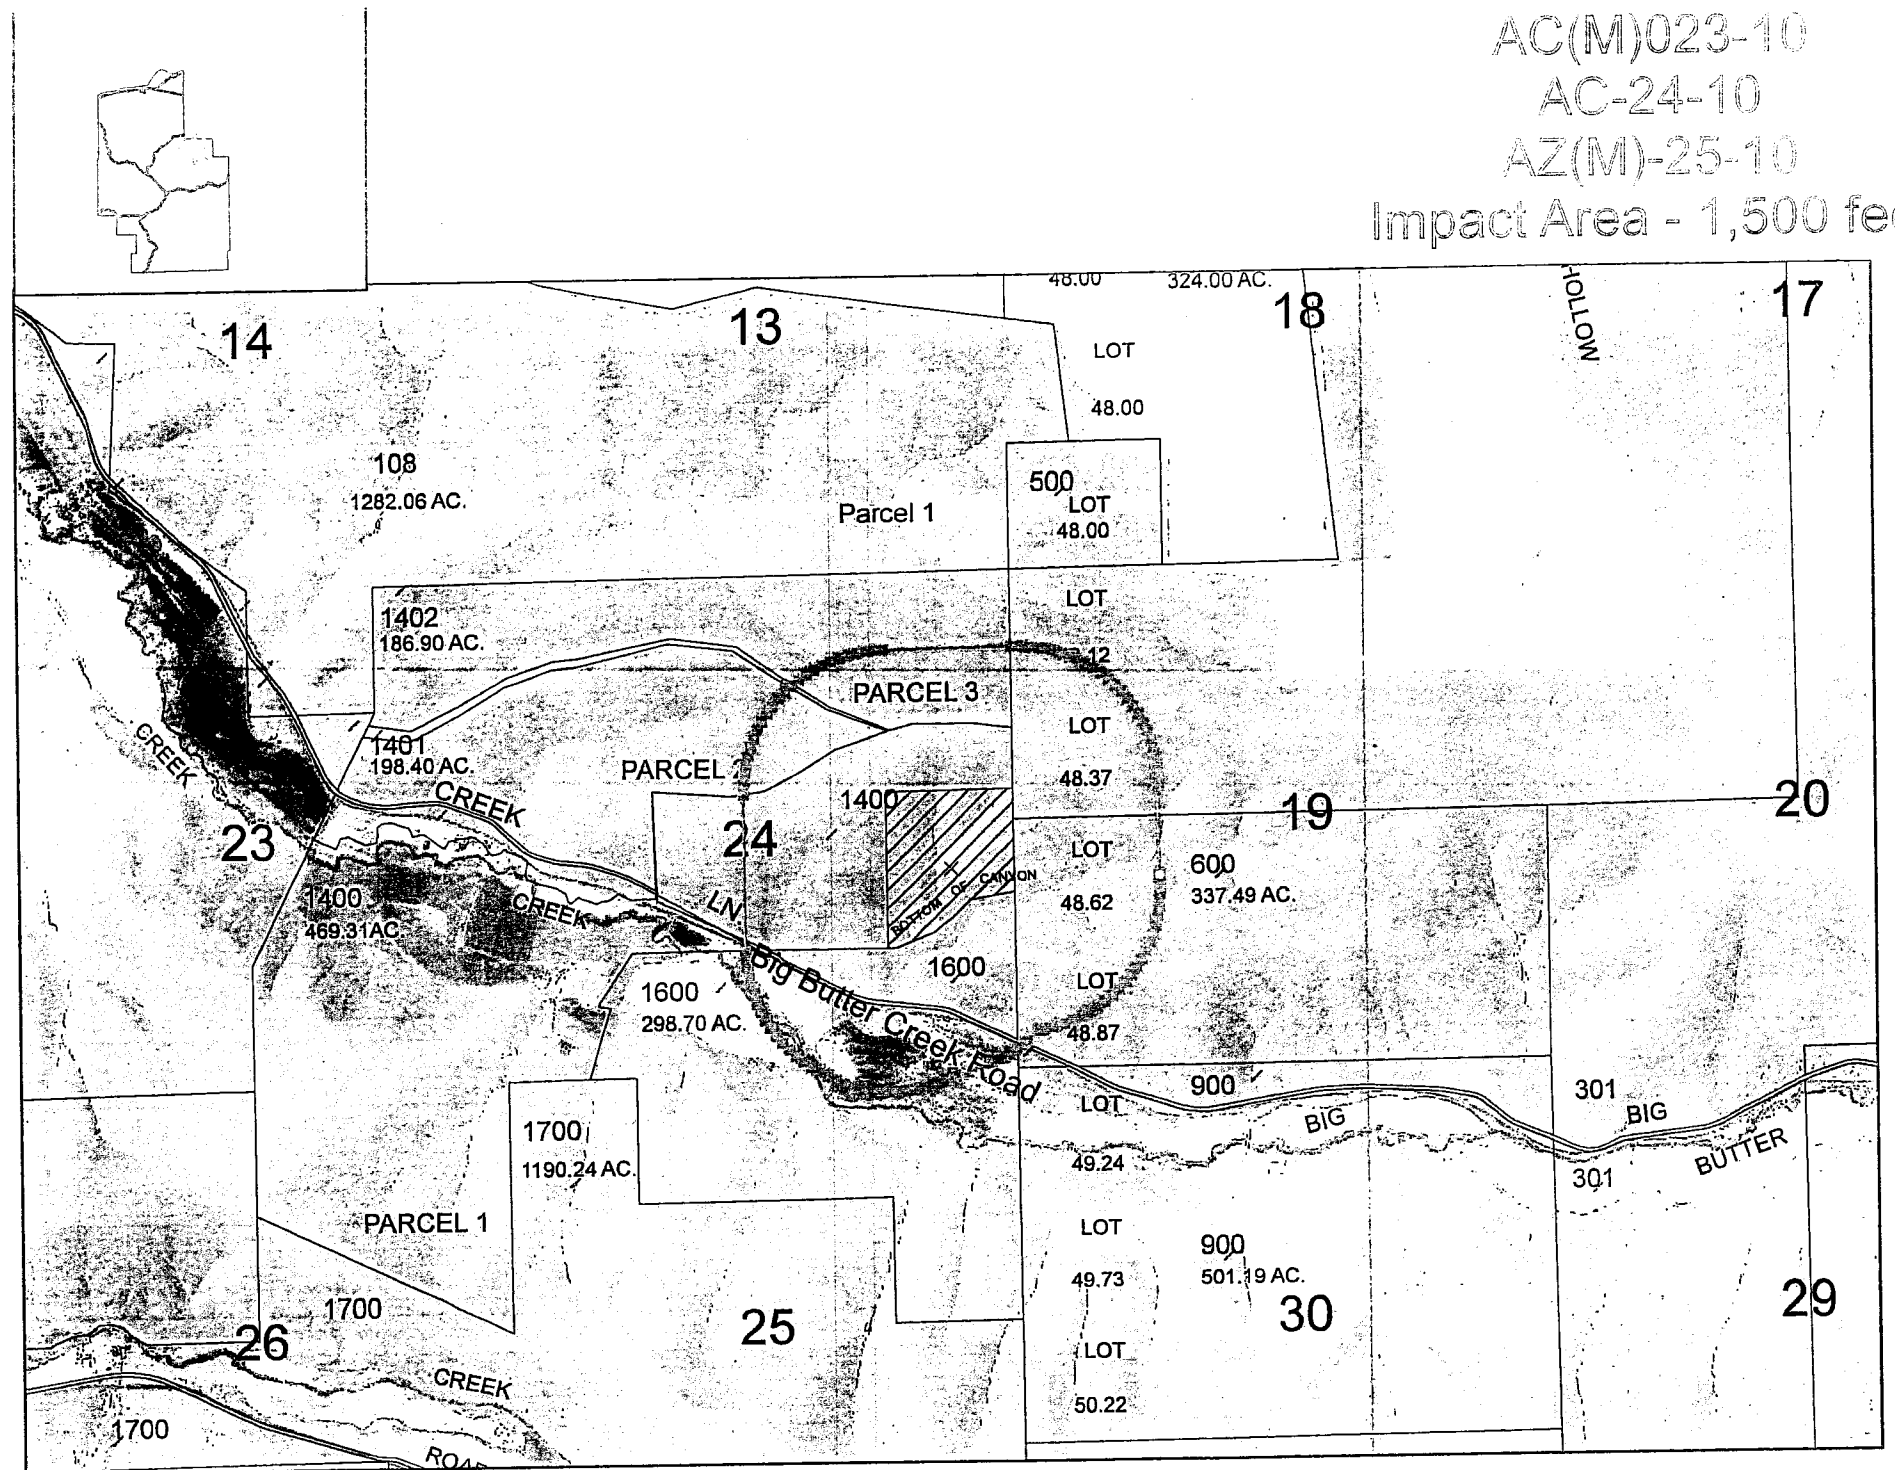 AC(M)023-10
AC-24-10
AZ(M)-25-10
Impact Area - 1,500 fee
48.00 324.00 AC.
14
13
18
HOLLOW
17
LOT
48.00
108
1282.06 AC.
Parcel 1
500
LOT
48.00
1402
186.90 AC.
LOT
12
PARCEL 3
1401
198.40 AC.
PARCEL 2
LOT
48.37
CREEK
CREEK
1400
23
24
19
20
LOT
48.62
600
337.49 AC.
BOTTOM OF CANYON
1400
469.31 AC.
CREEK
LN
Big Butter Creek Road
1600
1600
298.70 AC.
LOT
48.87
900
LOT
BIG
301
BIG
BUTTER
301
1700
1190.24 AC.
49.24
PARCEL 1
LOT
49.73
900
501.19 AC.
1700
26
25
30
29
LOT
50.22
CREEK
1700
ROAD